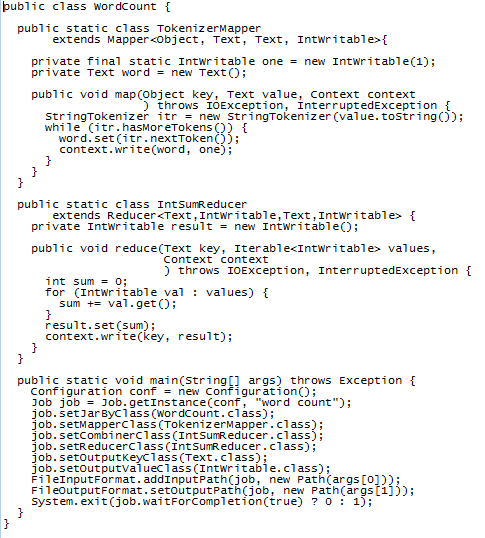 public class WordCount {
  public static class TokenizerMapper
       extends Mapper<Object, Text, Text, IntWritable>{
    private final static IntWritable one = new IntWritable(1);
    private Text word = new Text();
    public void map(Object key, Text value, Context context
                    ) throws IOException, InterruptedException {
      StringTokenizer itr = new StringTokenizer(value.toString());
      while (itr.hasMoreTokens()) {
        word.set(itr.nextToken());
        context.write(word, one);
      }
    }
  }
  public static class IntSumReducer
       extends Reducer<Text,IntWritable,Text,IntWritable> {
    private IntWritable result = new IntWritable();
    public void reduce(Text key, Iterable<IntWritable> values,
                       Context context
                       ) throws IOException, InterruptedException {
      int sum = 0;
      for (IntWritable val : values) {
        sum += val.get();
      }
      result.set(sum);
      context.write(key, result);
    }
  }
  public static void main(String[] args) throws Exception {
    Configuration conf = new Configuration();
    Job job = Job.getInstance(conf, "word count");
    job.setJarByClass(WordCount.class);
    job.setMapperClass(TokenizerMapper.class);
    job.setCombinerClass(IntSumReducer.class);
    job.setReducerClass(IntSumReducer.class);
    job.setOutputKeyClass(Text.class);
    job.setOutputValueClass(IntWritable.class);
    FileInputFormat.addInputPath(job, new Path(args[0]));
    FileOutputFormat.setOutputPath(job, new Path(args[1]));
    System.exit(job.waitForCompletion(true) ? 0 : 1);
  }
}